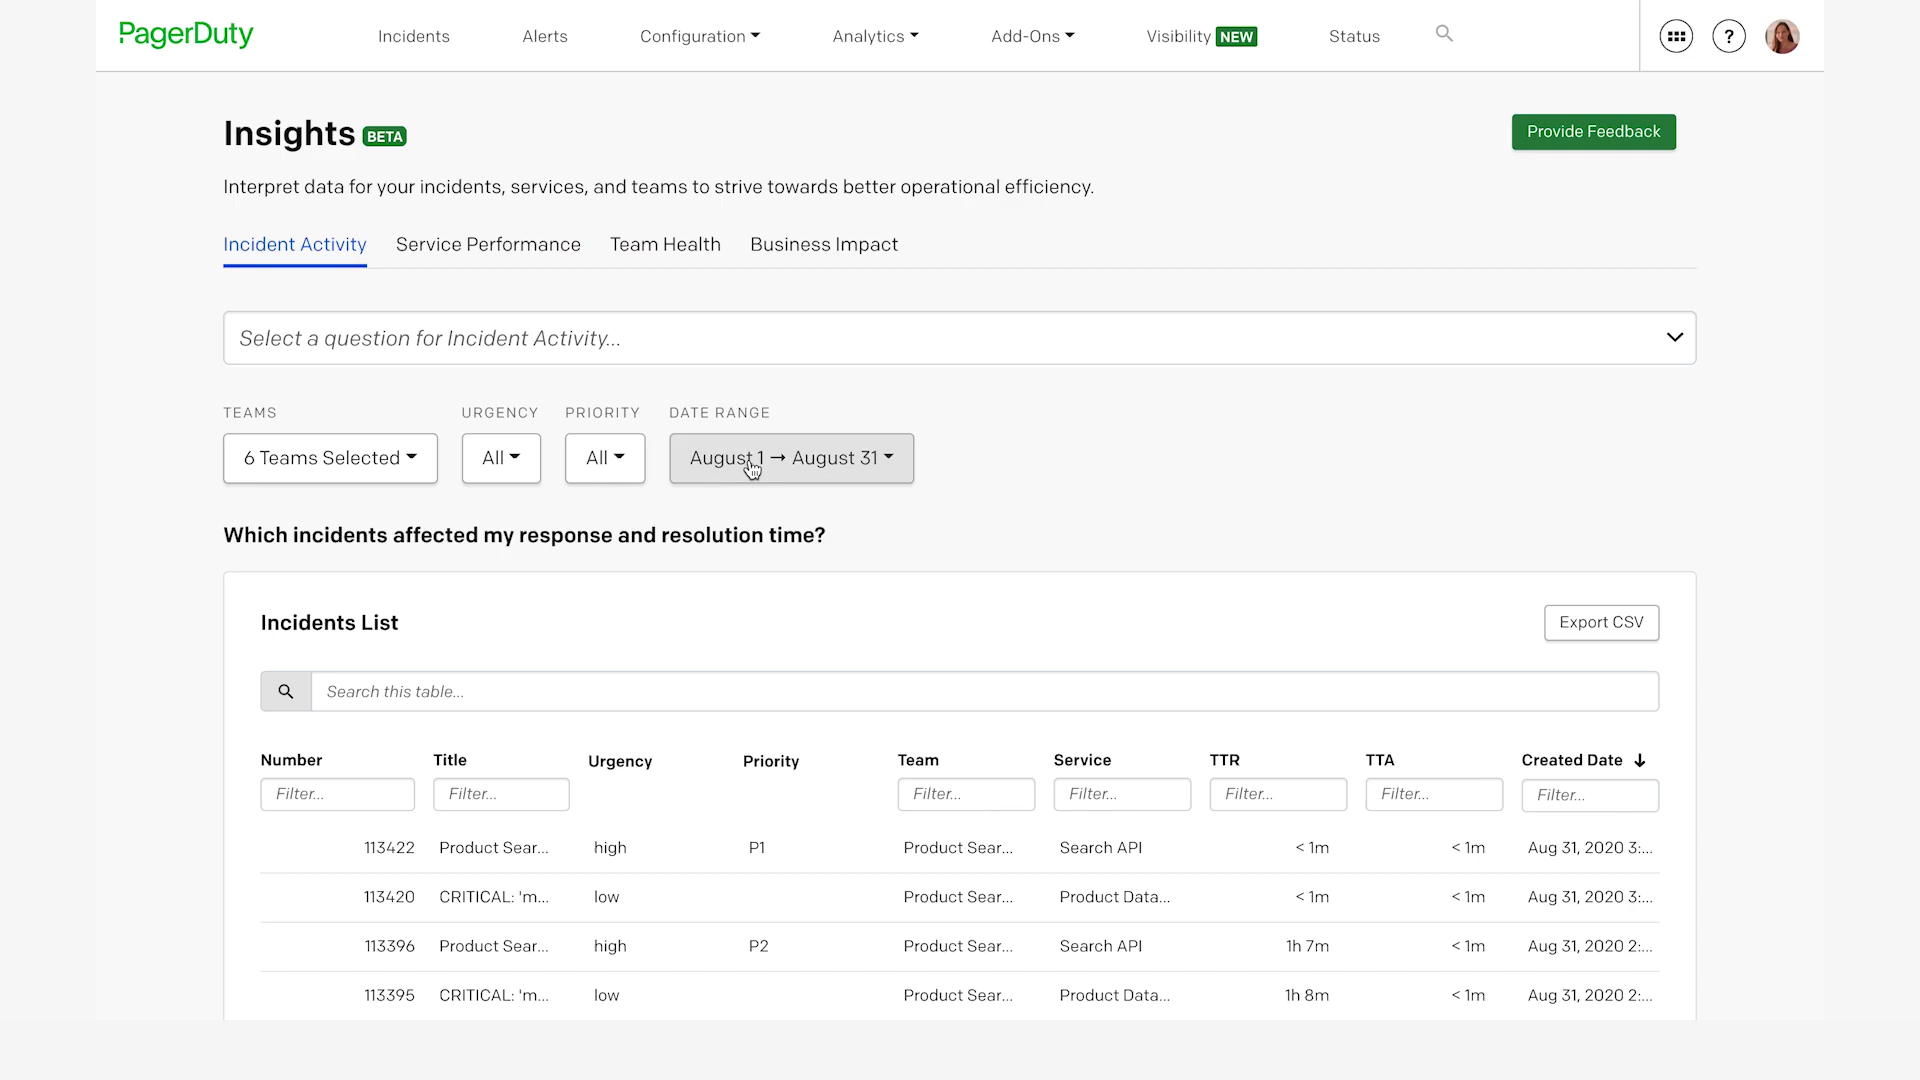 PagerDuty
Incidents Alerts Configuration Analytics Add-Ons Visibility NEW Status ?
Insights BETA
Provide Feedback
Interpret data for your incidents, services, and teams to strive towards better operational efficiency.
Incident Activity Service Performance Team Health Business Impact
Select a question for Incident Activity...
TEAMS URGENCY PRIORITY DATE RANGE
6 Teams Selected All All August 1 → August 31
Which incidents affected my response and resolution time?
Incidents List Export CSV
Search this table...
Number Title Urgency Priority Team Service TTR TTA Created Date ↓
Filter... Filter... Filter... Filter... Filter... Filter... Filter...
113422 Product Sear... high P1 Product Sear... Search API < 1m < 1m Aug 31, 2020 3:...
113420 CRITICAL: 'm... low Product Sear... Product Data... < 1m < 1m Aug 31, 2020 3:...
113396 Product Sear... high P2 Product Sear... Search API 1h 7m < 1m Aug 31, 2020 2:...
113395 CRITICAL: 'm... low Product Sear... Product Data... 1h 8m < 1m Aug 31, 2020 2:...